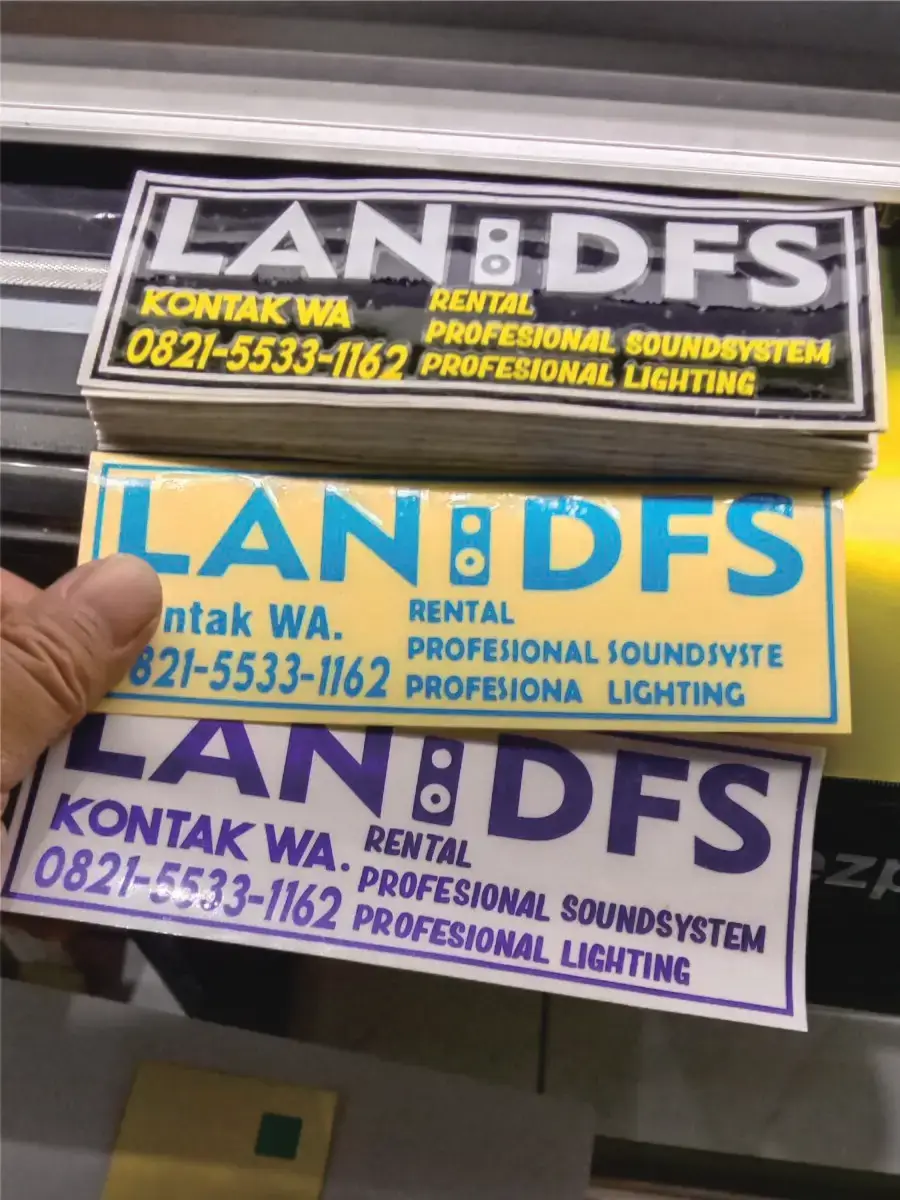 LAN DFS
KONTAK WA
0821-5533-1162
RENTAL
PROFESIONAL SOUNDSYSTEM
PROFESIONAL LIGHTING
LAN DFS
ntak WA.
821-5533-1162
RENTAL
PROFESIONAL SOUNDSYSTE
PROFESIONA LIGHTING
LAN DFS
KONTAK WA.
0821-5533-1162
RENTAL
PROFESIONAL SOUNDSYSTEM
PROFESIONAL LIGHTING